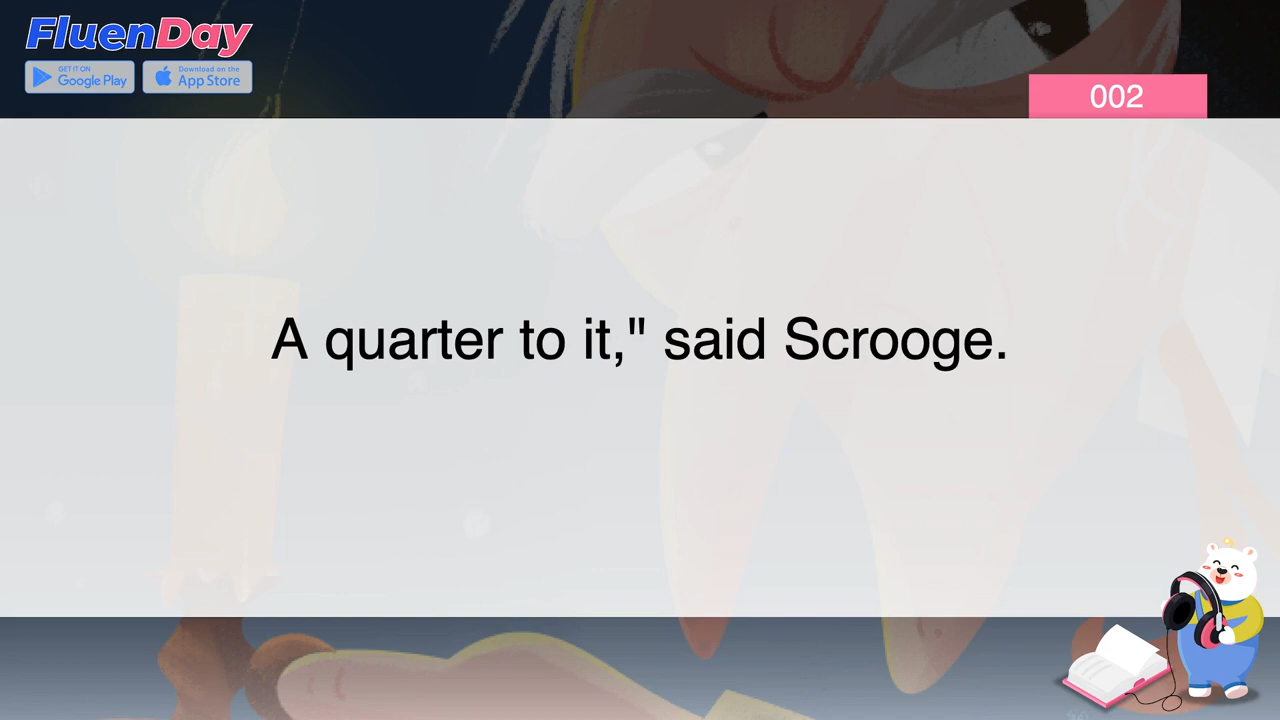 FluenDay
GET IT ON
Google Play
Download on the
App Store
002
A quarter to it," said Scrooge.